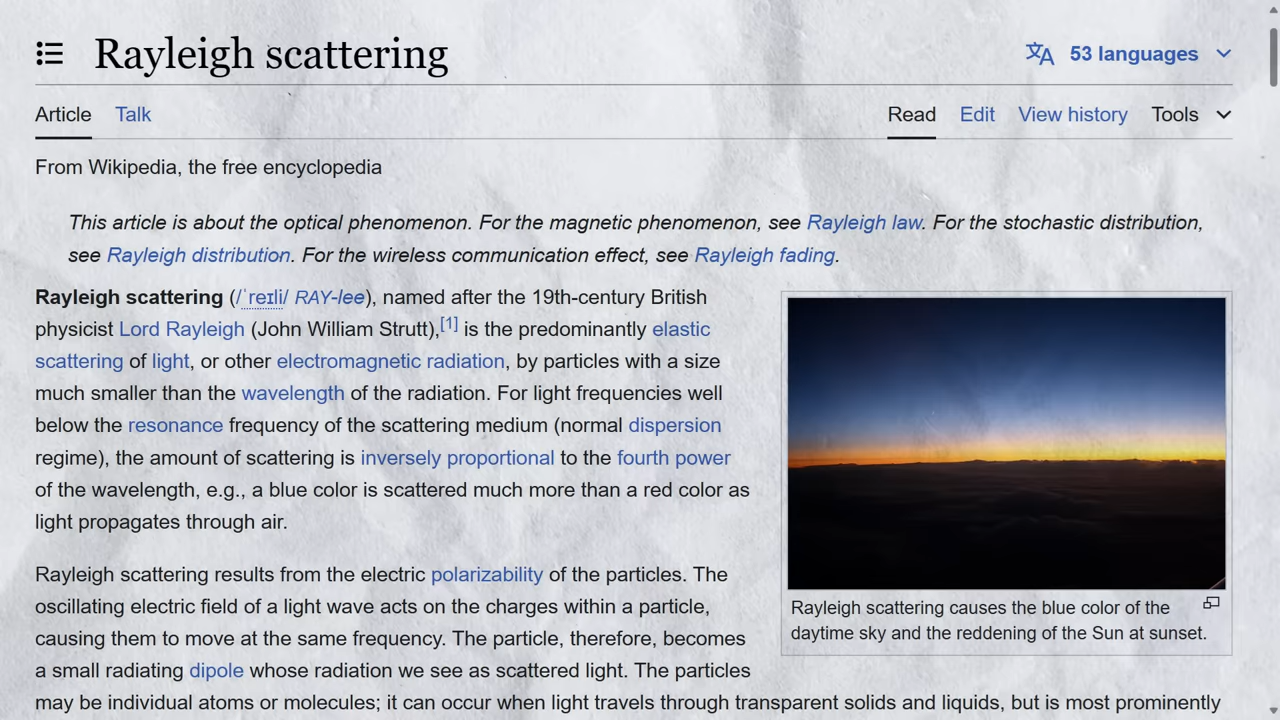 Rayleigh scattering
53 languages
Article Talk Read Edit View history Tools
From Wikipedia, the free encyclopedia
This article is about the optical phenomenon. For the magnetic phenomenon, see Rayleigh law. For the stochastic distribution,
see Rayleigh distribution. For the wireless communication effect, see Rayleigh fading.
Rayleigh scattering (/ˈreɪli/ RAY-lee), named after the 19th-century British
physicist Lord Rayleigh (John William Strutt),[1] is the predominantly elastic
scattering of light, or other electromagnetic radiation, by particles with a size
much smaller than the wavelength of the radiation. For light frequencies well
below the resonance frequency of the scattering medium (normal dispersion
regime), the amount of scattering is inversely proportional to the fourth power
of the wavelength, e.g., a blue color is scattered much more than a red color as
light propagates through air.
Rayleigh scattering causes the blue color of the
daytime sky and the reddening of the Sun at sunset.
Rayleigh scattering results from the electric polarizability of the particles. The
oscillating electric field of a light wave acts on the charges within a particle,
causing them to move at the same frequency. The particle, therefore, becomes
a small radiating dipole whose radiation we see as scattered light. The particles
may be individual atoms or molecules; it can occur when light travels through transparent solids and liquids, but is most prominently